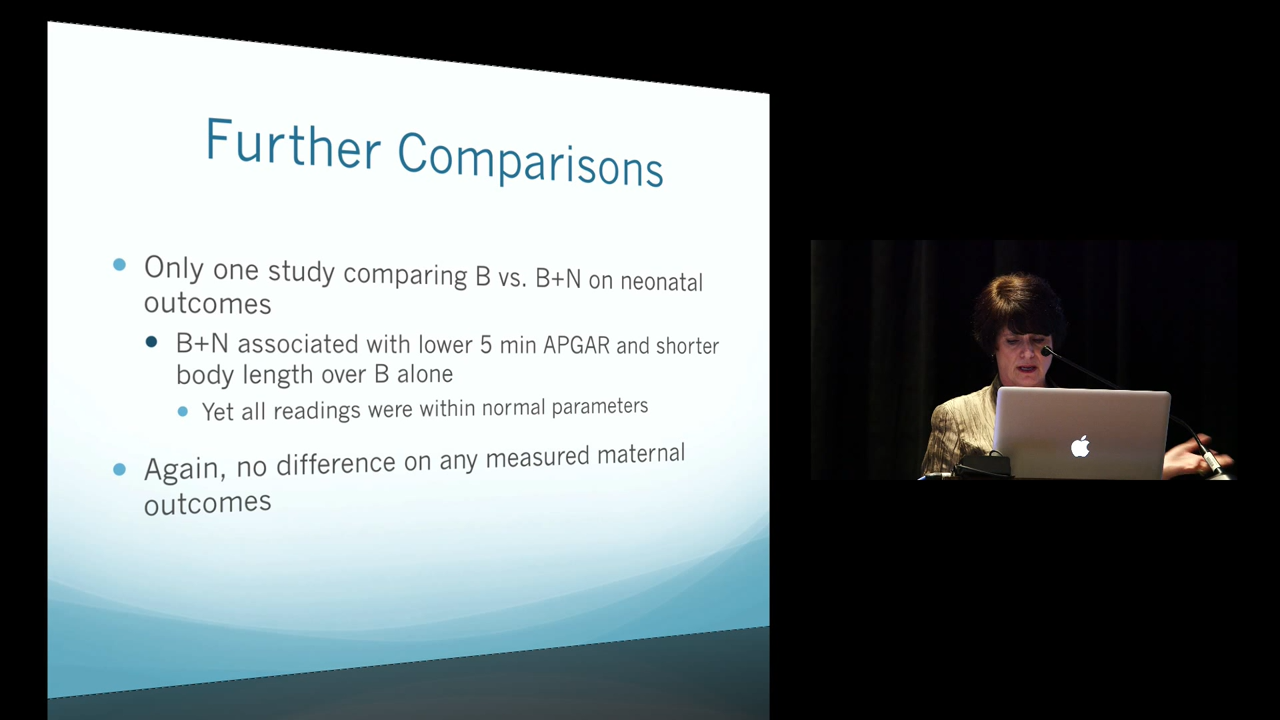 Further Comparisons
Only one study comparing B vs. B+N on neonatal
outcomes
B+N associated with lower 5 min APGAR and shorter
body length over B alone
Yet all readings were within normal parameters
Again, no difference on any measured maternal
outcomes